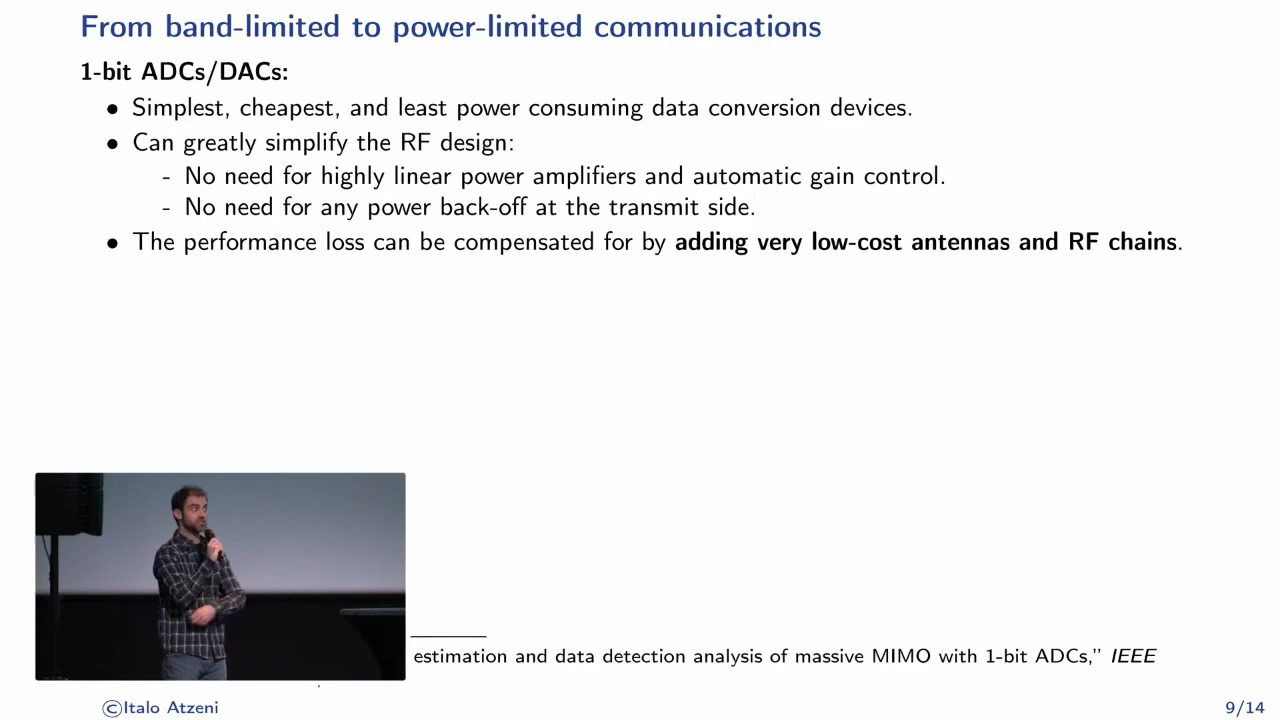 From band-limited to power-limited communications
1-bit ADCs/DACs:
• Simplest, cheapest, and least power consuming data conversion devices.
• Can greatly simplify the RF design:
- No need for highly linear power amplifiers and automatic gain control.
- No need for any power back-off at the transmit side.
• The performance loss can be compensated for by adding very low-cost antennas and RF chains.
estimation and data detection analysis of massive MIMO with 1-bit ADCs,” IEEE
©Italo Atzeni
9/14